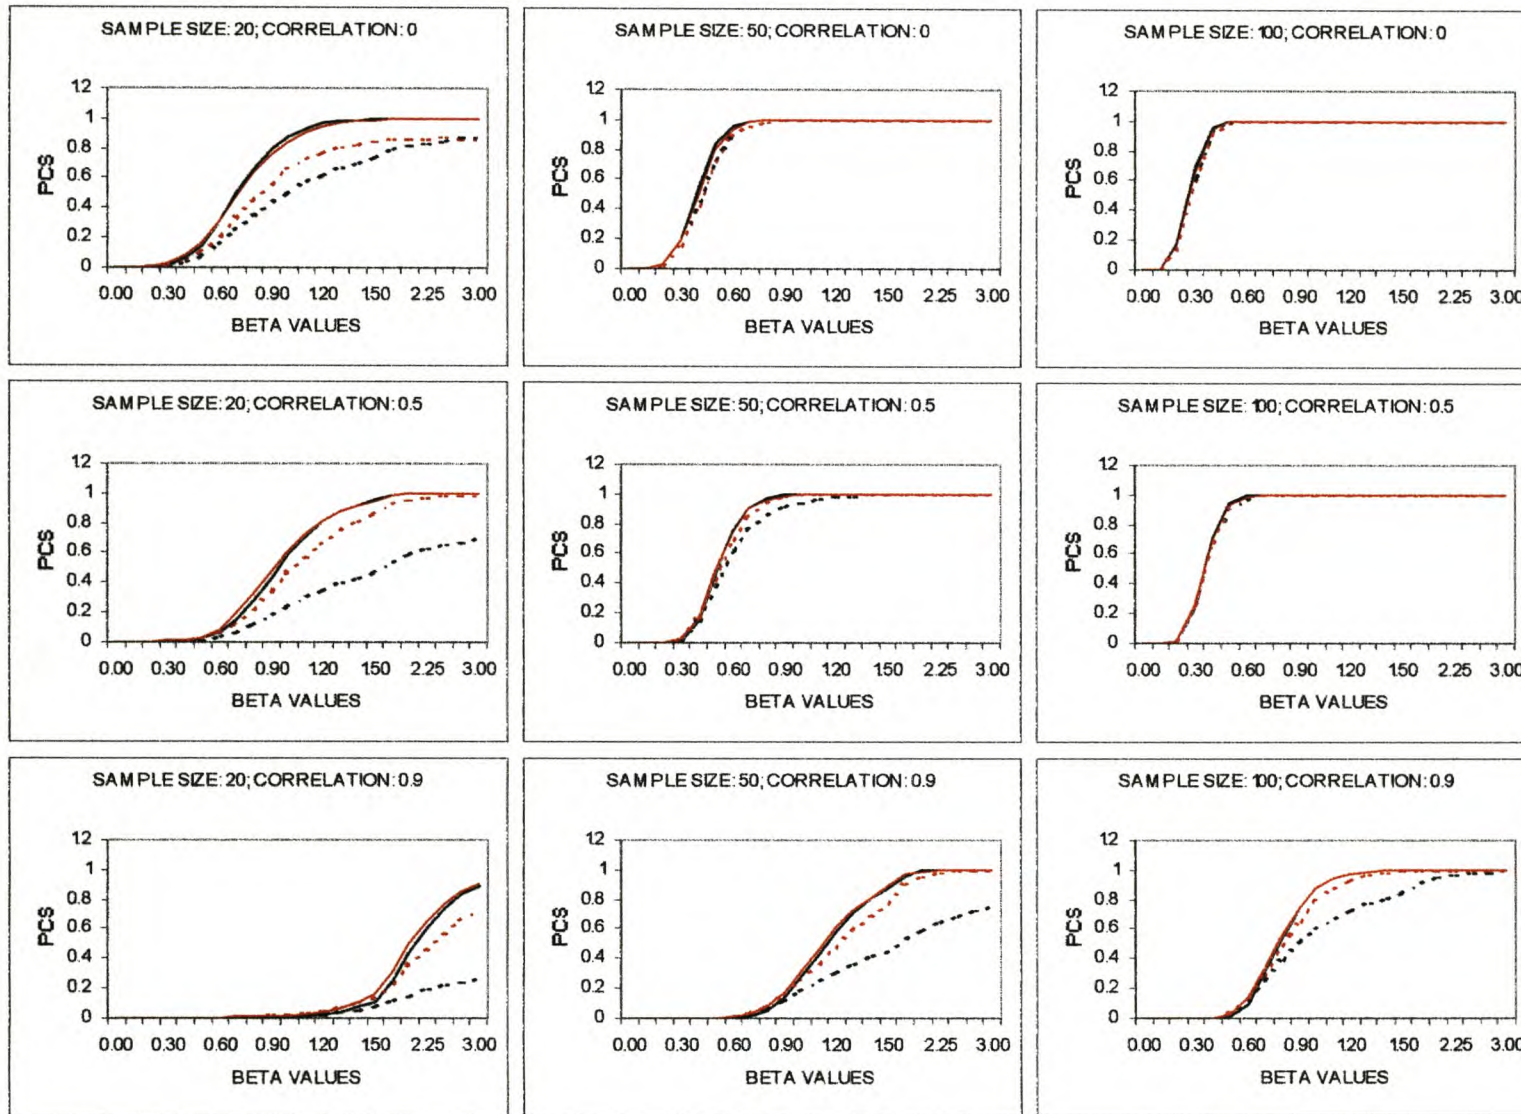 SAMPLE SIZE: 20; CORRELATION: 0
12
1
0.8
0.6
0.4
0.2
0
PCS
0.00 0.30 0.60 0.90 120 150 2.25 3.00
BETA VALUES
SAMPLE SIZE: 50; CORRELATION: 0
12
1
0.8
0.6
0.4
0.2
0
PCS
0.00 0.30 0.60 0.90 120 150 2.25 3.00
BETA VALUES
SAMPLE SIZE: 100; CORRELATION: 0
12
1
0.8
0.6
0.4
0.2
0
PCS
0.00 0.30 0.60 0.90 120 150 2.25 3.00
BETA VALUES
SAMPLE SIZE: 20; CORRELATION: 0.5
12
1
0.8
0.6
0.4
0.2
0
PCS
0.00 0.30 0.60 0.90 120 150 2.25 3.00
BETA VALUES
SAMPLE SIZE: 50; CORRELATION: 0.5
12
1
0.8
0.6
0.4
0.2
0
PCS
0.00 0.30 0.60 0.90 120 150 2.25 3.00
BETA VALUES
SAMPLE SIZE: 100; CORRELATION: 0.5
12
1
0.8
0.6
0.4
0.2
0
PCS
0.00 0.30 0.60 0.90 120 150 2.25 3.00
BETA VALUES
SAMPLE SIZE: 20; CORRELATION: 0.9
12
1
0.8
0.6
0.4
0.2
0
PCS
0.00 0.30 0.60 0.90 120 150 2.25 3.00
BETA VALUES
SAMPLE SIZE: 50; CORRELATION: 0.9
12
1
0.8
0.6
0.4
0.2
0
PCS
0.00 0.30 0.60 0.90 120 150 2.25 3.00
BETA VALUES
SAMPLE SIZE: 100; CORRELATION: 0.9
12
1
0.8
0.6
0.4
0.2
0
PCS
0.00 0.30 0.60 0.90 120 150 2.25 3.00
BETA VALUES